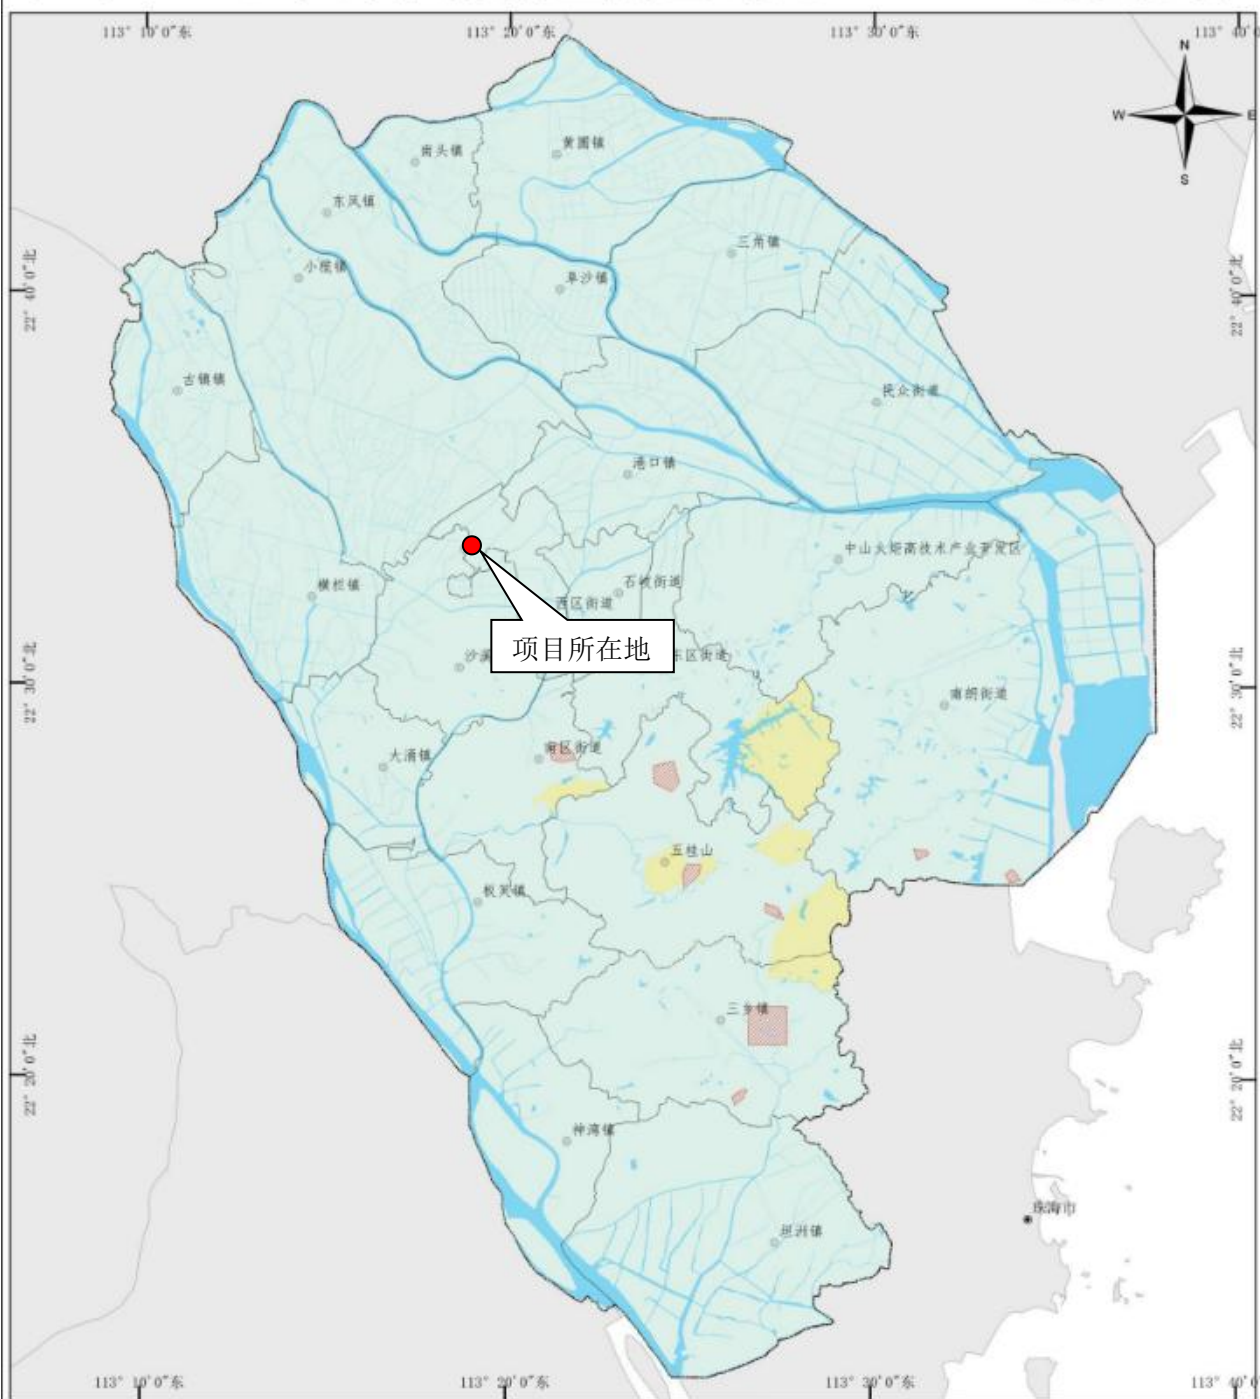 113° 10′0″东
113° 20′0″东
113° 30′0″东
113° 40′0
N
W
E
S
南头镇
黄圃镇
东凤镇
三角镇
小榄镇
阜沙镇
22° 40′0″北
22° 40′0″北
古镇镇
民众街道
港口镇
中山火炬高技术产业开发区
横栏镇
石岐街道
西区街道
项目所在地
沙溪
东区街道
22° 30′0″北
22° 30′0″北
南朗街道
大涌镇
南区街道
五桂山
板芙镇
三乡镇
22° 20′0″北
22° 20′0″北
神湾镇
珠海市
坦洲镇
113° 10′0″东
113° 20′0″东
113° 30′0″东
113° 40′0